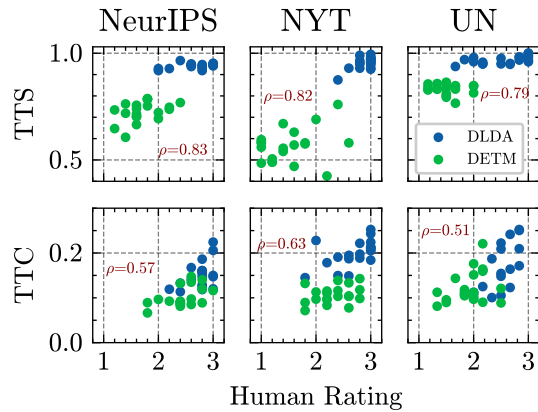 NeurIPS NYT UN
TTS
1.0
0.5
ρ=0.83
ρ=0.82
ρ=0.79
DLDA
DETM
TTC
0.2
0.0
ρ=0.57
ρ=0.63
ρ=0.51
1 2 3 1 2 3 1 2 3
Human Rating